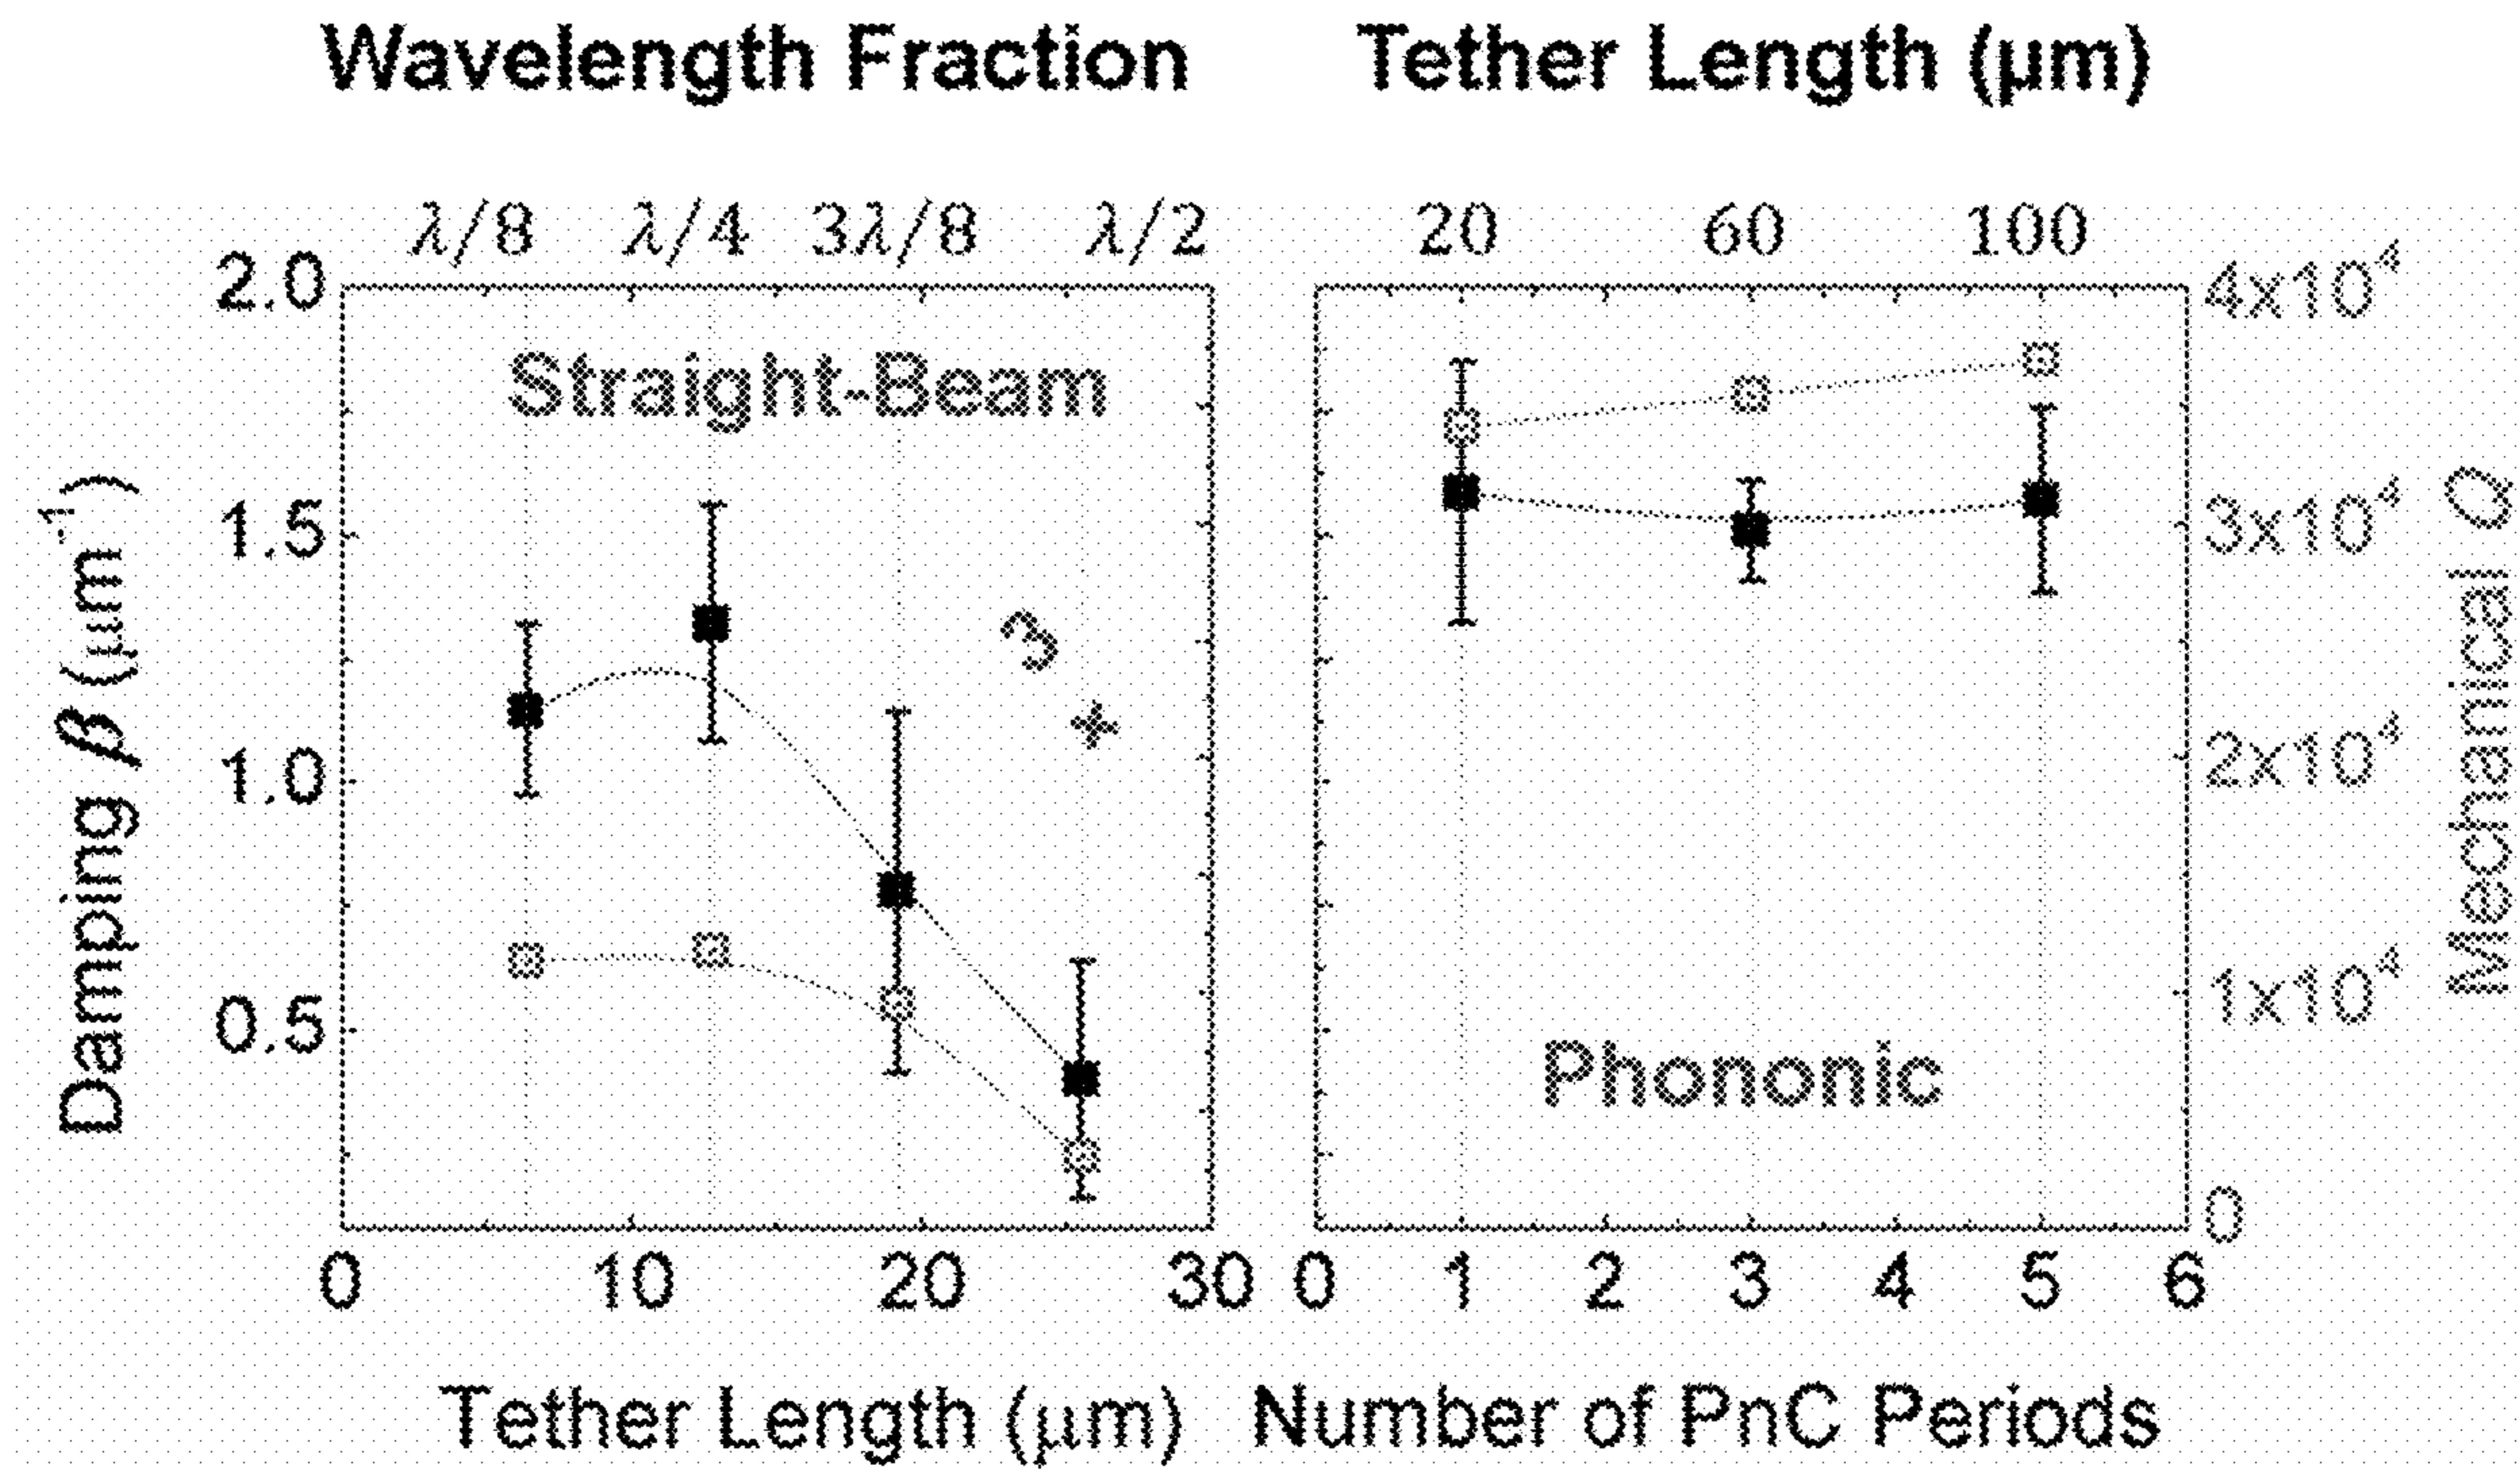 Wavelength Fraction Tether Length (µm)
λ/8 λ/4 3λ/8 λ/2 20 60 100
2.0 4x10⁴
Straight-Beam
1.5 3x10⁴
3
1.0 2x10⁴
0.5 1x10⁴
Phononic
0
0 10 20 30 0 1 2 3 4 5 6
Tether Length (µm) Number of PnC Periods
Damping β (µm⁻¹)
Mechanical Q